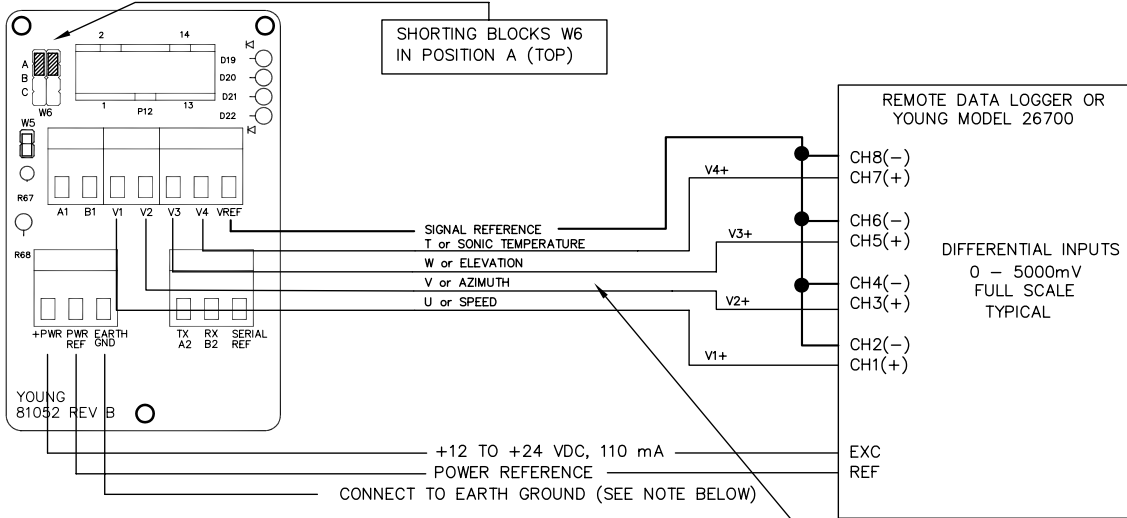 SHORTING BLOCKS W6
IN POSITION A (TOP)
2
14
A
B
C
W6
D19
D20
D21
D22
1
P12
13
W5
R67
A1
B1
V1
V2
V3
V4
VREF
R68
+PWR
PWR
REF
EARTH
GND
TX
A2
RX
B2
SERIAL
REF
YOUNG
81052 REV B
SIGNAL REFERENCE
T or SONIC TEMPERATURE
W or ELEVATION
V or AZIMUTH
U or SPEED
V4+
V3+
V2+
V1+
REMOTE DATA LOGGER OR
YOUNG MODEL 26700
CH8(-)
CH7(+)
CH6(-)
CH5(+)
CH4(-)
CH3(+)
CH2(-)
CH1(+)
DIFFERENTIAL INPUTS
0 - 5000mV
FULL SCALE
TYPICAL
+12 TO +24 VDC, 110 mA
EXC
POWER REFERENCE
REF
CONNECT TO EARTH GROUND (SEE NOTE BELOW)